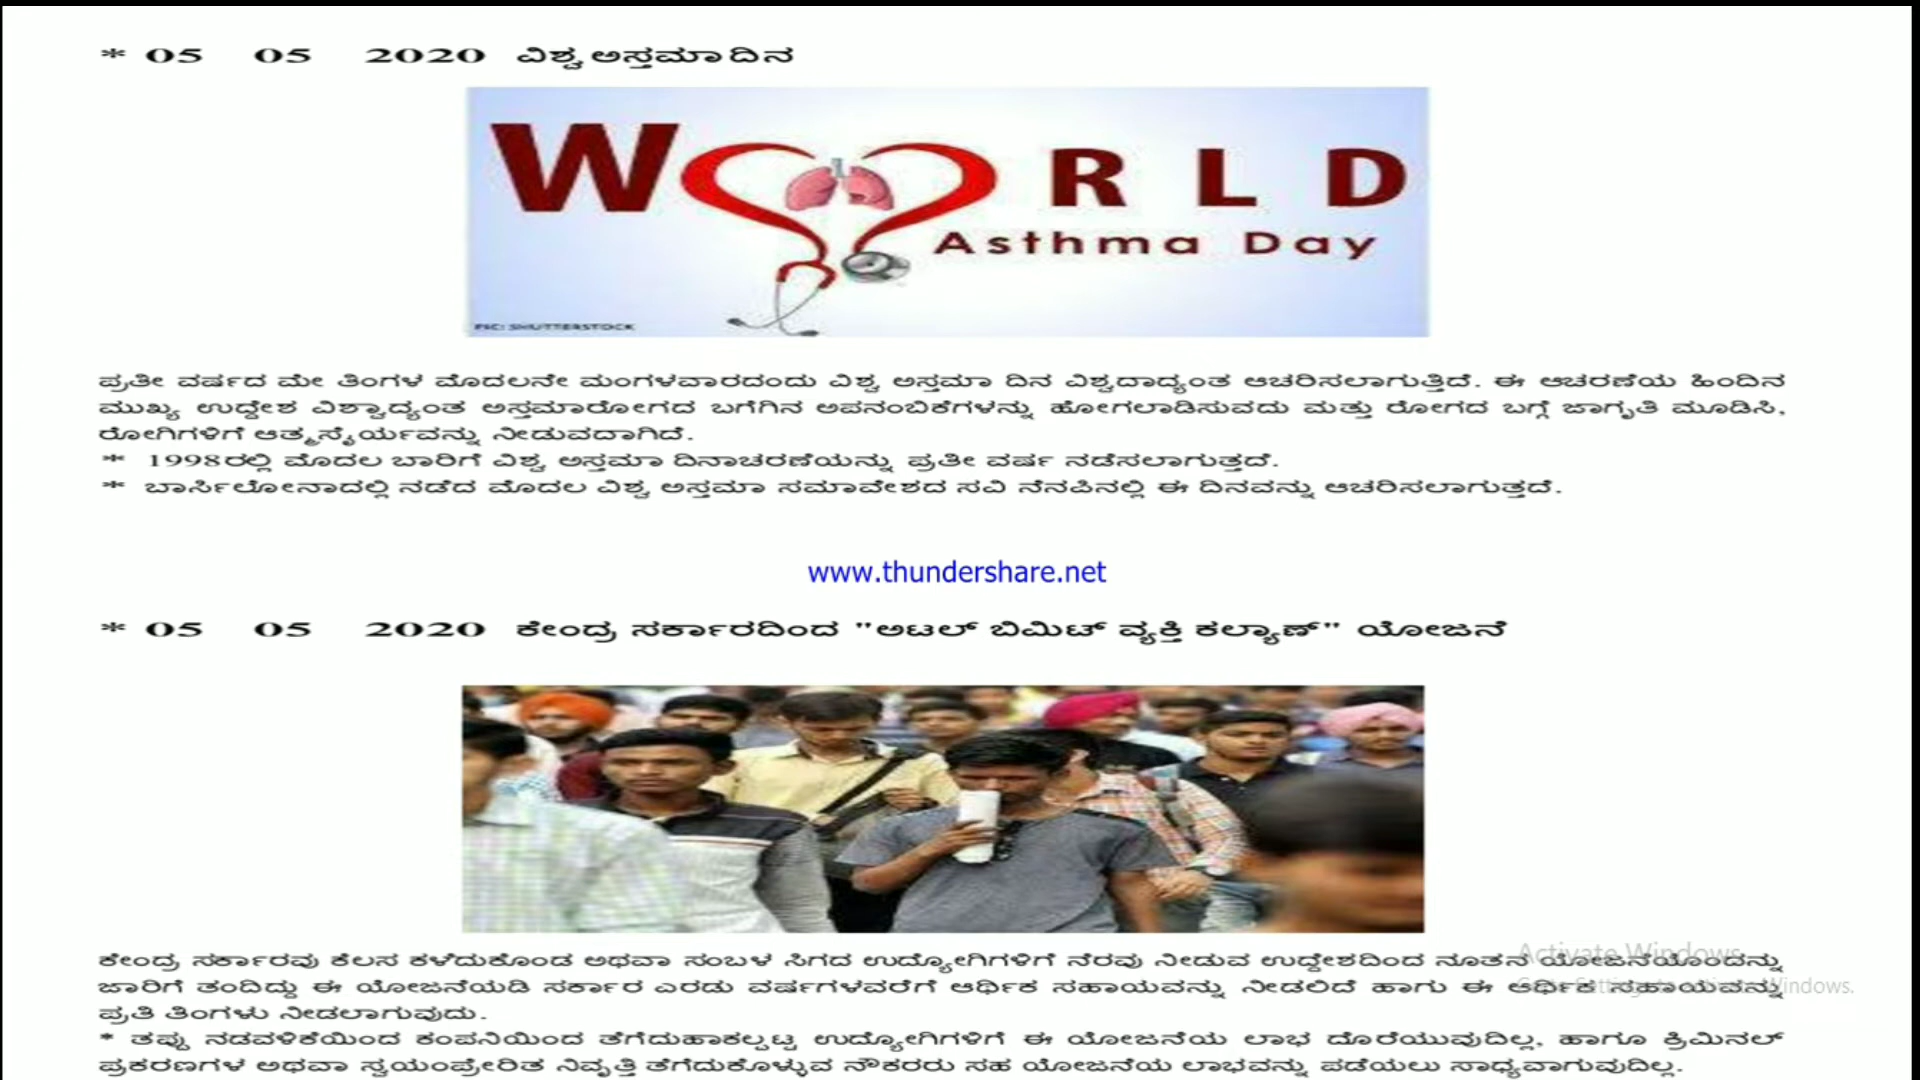 * 05 05 2020 ವಿಶ್ವ ಅಸ್ತಮಾ ದಿನ
WORLD
Asthma Day
PIC: SHUTTERSTOCK
ಪ್ರತೀ ವರ್ಷದ ಮೇ ತಿಂಗಳ ಮೊದಲನೇ ಮಂಗಳವಾರದಂದು ವಿಶ್ವ ಅಸ್ತಮಾ ದಿನ ವಿಶ್ವದಾದ್ಯಂತ ಆಚರಿಸಲಾಗುತ್ತಿದೆ. ಈ ಆಚರಣೆಯ ಹಿಂದಿನ
ಮುಖ್ಯ ಉದ್ದೇಶ ವಿಶ್ವಾದ್ಯಂತ ಅಸ್ತಮಾರೋಗದ ಬಗೆಗಿನ ಅಪನಂಬಿಕೆಗಳನ್ನು ಹೋಗಲಾಡಿಸುವದು ಮತ್ತು ರೋಗದ ಬಗ್ಗೆ ಜಾಗೃತಿ ಮೂಡಿಸಿ,
ರೋಗಿಗಳಿಗೆ ಆತ್ಮಸ್ಥೈರ್ಯವನ್ನು ನೀಡುವದಾಗಿದೆ.
* 1998ರಲ್ಲಿ ಮೊದಲ ಬಾರಿಗೆ ವಿಶ್ವ ಅಸ್ತಮಾ ದಿನಾಚರಣೆಯನ್ನು ಪ್ರತೀ ವರ್ಷ ನಡೆಸಲಾಗುತ್ತದೆ.
* ಬಾರ್ಸಿಲೋನಾದಲ್ಲಿ ನಡೆದ ಮೊದಲ ವಿಶ್ವ ಅಸ್ತಮಾ ಸಮಾವೇಶದ ಸವಿ ನೆನಪಿನಲ್ಲಿ ಈ ದಿನವನ್ನು ಆಚರಿಸಲಾಗುತ್ತದೆ.
www.thundershare.net
* 05 05 2020 ಕೇಂದ್ರ ಸರ್ಕಾರದಿಂದ "ಅಟಲ್ ಬಿಮಿಟ್ ವ್ಯಕ್ತಿ ಕಲ್ಯಾಣ್" ಯೋಜನೆ
ಕೇಂದ್ರ ಸರ್ಕಾರವು ಕೆಲಸ ಕಳೆದುಕೊಂಡ ಅಥವಾ ಸಂಬಳ ಸಿಗದ ಉದ್ಯೋಗಿಗಳಿಗೆ ನೆರವು ನೀಡುವ ಉದ್ದೇಶದಿಂದ ನೂತನ ಯೋಜನೆಯೊಂದನ್ನು
ಜಾರಿಗೆ ತಂದಿದ್ದು ಈ ಯೋಜನೆಯಡಿ ಸರ್ಕಾರ ಎರಡು ವರ್ಷಗಳವರೆಗೆ ಆರ್ಥಿಕ ಸಹಾಯವನ್ನು ನೀಡಲಿದೆ ಹಾಗು ಈ ಆರ್ಥಿಕ ಸಹಾಯವನ್ನು
ಪ್ರತಿ ತಿಂಗಳು ನೀಡಲಾಗುವುದು.
* ತಪ್ಪು ನಡವಳಿಕೆಯಿಂದ ಕಂಪನಿಯಿಂದ ತೆಗೆದುಹಾಕಲ್ಪಟ್ಟ ಉದ್ಯೋಗಿಗಳಿಗೆ ಈ ಯೋಜನೆಯ ಲಾಭ ದೊರೆಯುವುದಿಲ್ಲ, ಹಾಗೂ ಕ್ರಿಮಿನಲ್
ಪ್ರಕರಣಗಳ ಅಥವಾ ಸ್ವಯಂಪ್ರೇರಿತ ನಿವೃತ್ತಿ ತೆಗೆದುಕೊಳ್ಳುವ ನೌಕರರು ಸಹ ಯೋಜನೆಯ ಲಾಭವನ್ನು ಪಡೆಯಲು ಸಾಧ್ಯವಾಗುವುದಿಲ್ಲ.
Activate Windows
Go to Settings to activate Windows.